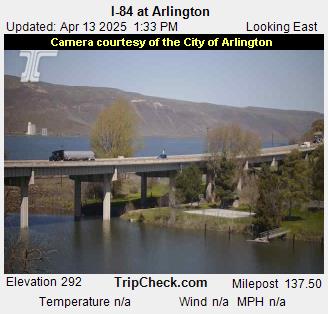 I-84 at Arlington
Updated: Apr 13 2025 1:33 PM Looking East
Camera courtesy of the City of Arlington
Elevation 292 TripCheck.com Milepost 137.50
Temperature n/a Wind n/a MPH n/a